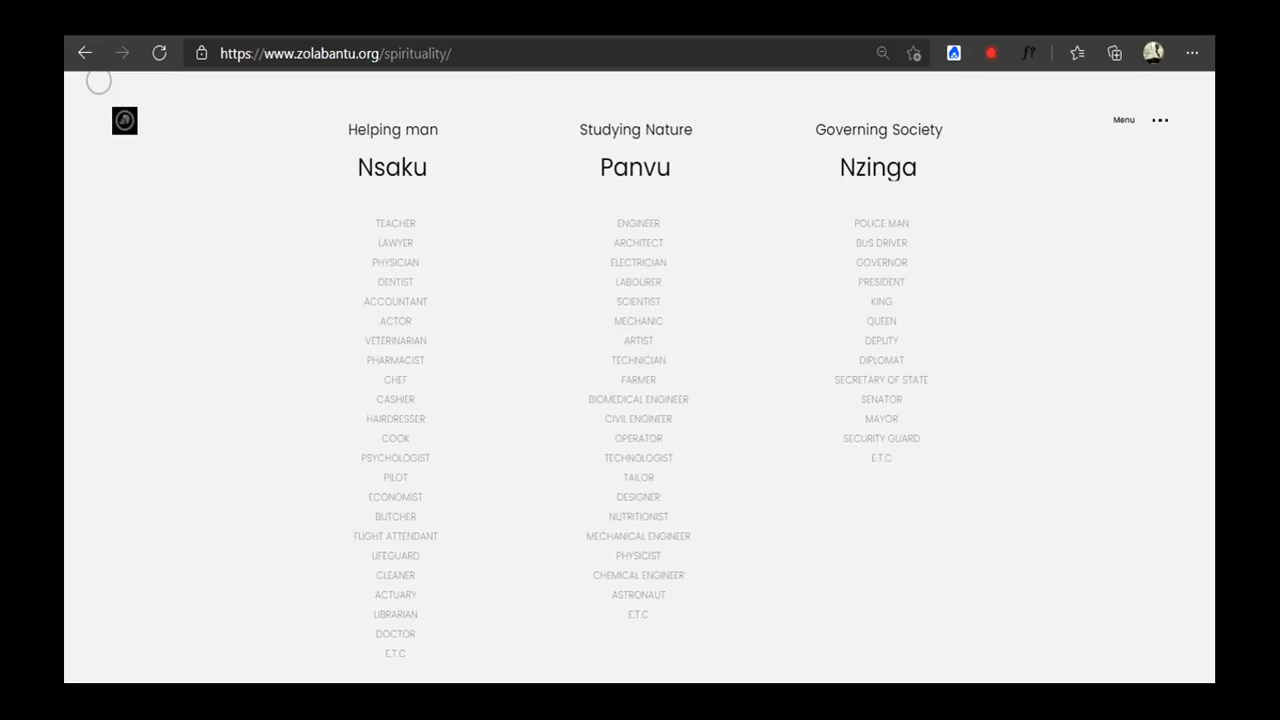 https://www.zolabantu.org/spirituality/
Menu
Helping man
Nsaku
TEACHER
LAWYER
PHYSICIAN
DENTIST
ACCOUNTANT
ACTOR
VETERINARIAN
PHARMACIST
CHEF
CASHIER
HAIRDRESSER
COOK
PSYCHOLOGIST
PILOT
ECONOMIST
BUTCHER
FLIGHT ATTENDANT
LIFEGUARD
CLEANER
ACTUARY
LIBRARIAN
DOCTOR
E.T.C
Studying Nature
Panvu
ENGINEER
ARCHITECT
ELECTRICIAN
LABOURER
SCIENTIST
MECHANIC
ARTIST
TECHNICIAN
FARMER
BIOMEDICAL ENGINEER
CIVIL ENGINEER
OPERATOR
TECHNOLOGIST
TAILOR
DESIGNER
NUTRITIONIST
MECHANICAL ENGINEER
PHYSICIST
CHEMICAL ENGINEER
ASTRONAUT
E.T.C
Governing Society
Nzinga
POLICE MAN
BUS DRIVER
GOVERNOR
PRESIDENT
KING
QUEEN
DEPUTY
DIPLOMAT
SECRETARY OF STATE
SENATOR
MAYOR
SECURITY GUARD
E.T.C